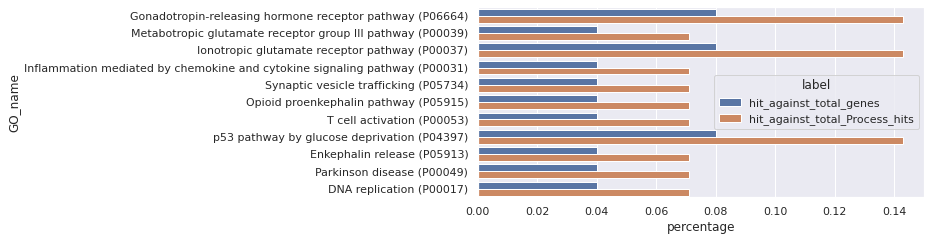 Gonadotropin-releasing hormone receptor pathway (P06664)
Metabotropic glutamate receptor group III pathway (P00039)
Ionotropic glutamate receptor pathway (P00037)
Inflammation mediated by chemokine and cytokine signaling pathway (P00031)
Synaptic vesicle trafficking (P05734)
Opioid proenkephalin pathway (P05915)
T cell activation (P00053)
p53 pathway by glucose deprivation (P04397)
Enkephalin release (P05913)
Parkinson disease (P00049)
DNA replication (P00017)
GO_name
label
hit_against_total_genes
hit_against_total_Process_hits
0.00 0.02 0.04 0.06 0.08 0.10 0.12 0.14
percentage